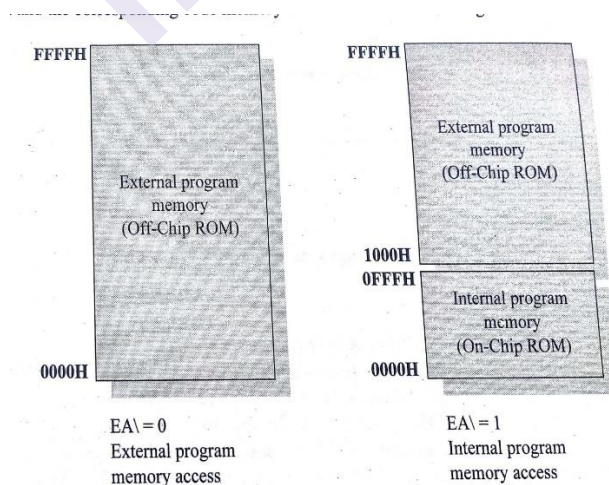 FFFFH
External program
memory
(Off-Chip ROM)
0000H
EA\ = 0
External program
memory access
FFFFH
External program
memory
(Off-Chip ROM)
1000H
0FFFH
Internal program
memory
(On-Chip ROM)
0000H
EA\ = 1
Internal program
memory access